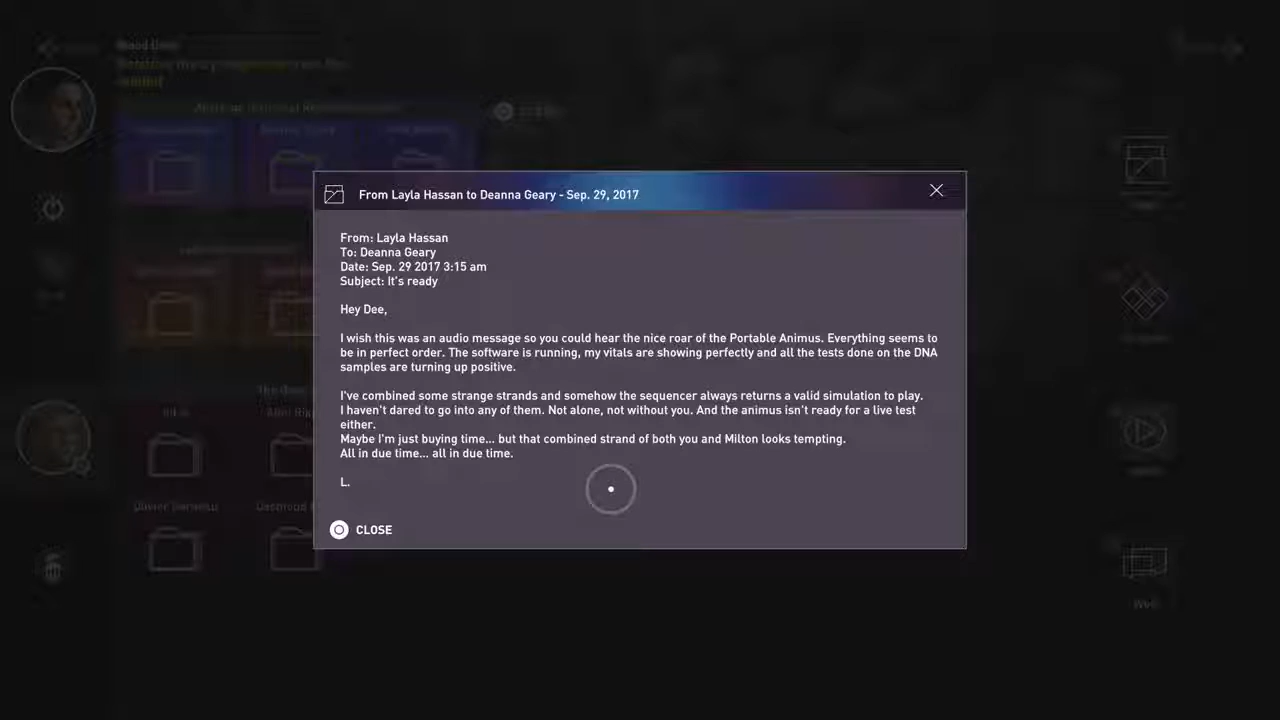 From Layla Hassan to Deanna Geary - Sep. 29, 2017
From: Layla Hassan
To: Deanna Geary
Date: Sep. 29 2017 3:15 am
Subject: It's ready
Hey Dee,
I wish this was an audio message so you could hear the nice roar of the Portable Animus. Everything seems to
be in perfect order. The software is running, my vitals are showing perfectly and all the tests done on the DNA
samples are turning up positive.
I've combined some strange strands and somehow the sequencer always returns a valid simulation to play.
I haven't dared to go into any of them. Not alone, not without you. And the animus isn't ready for a live test
either.
Maybe I'm just buying time... but that combined strand of both you and Milton looks tempting.
All in due time... all in due time.
L.
CLOSE